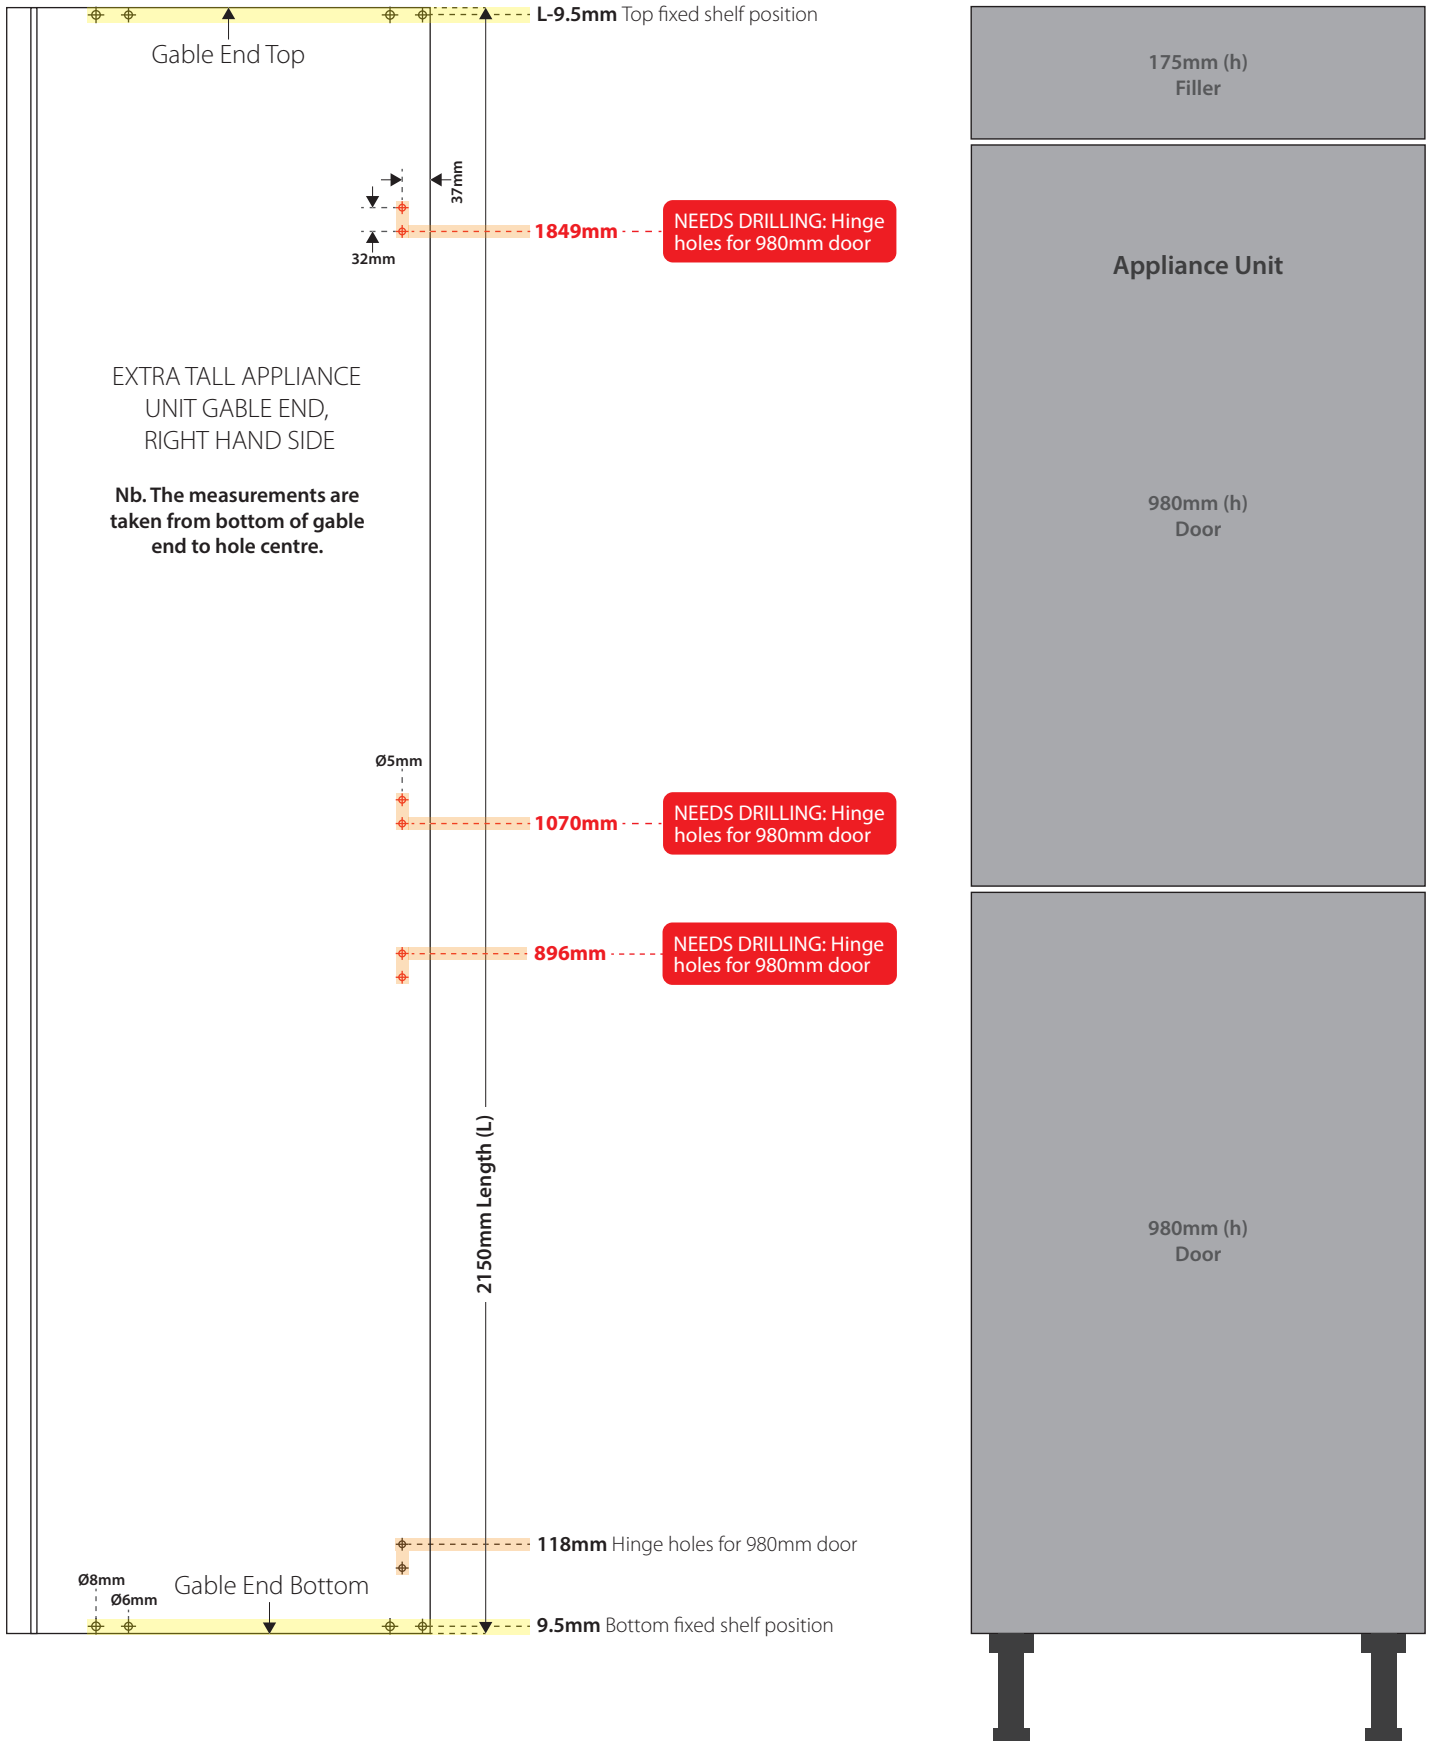 L-9.5mm Top fixed shelf position
Gable End Top
37mm
32mm
1849mm
NEEDS DRILLING: Hinge
holes for 980mm door
EXTRA TALL APPLIANCE
UNIT GABLE END,
RIGHT HAND SIDE
Nb. The measurements are
taken from bottom of gable
end to hole centre.
Ø5mm
1070mm
NEEDS DRILLING: Hinge
holes for 980mm door
896mm
NEEDS DRILLING: Hinge
holes for 980mm door
2150mm Length (L)
118mm Hinge holes for 980mm door
Ø8mm
Ø6mm
Gable End Bottom
9.5mm Bottom fixed shelf position
175mm (h)
Filler
Appliance Unit
980mm (h)
Door
980mm (h)
Door